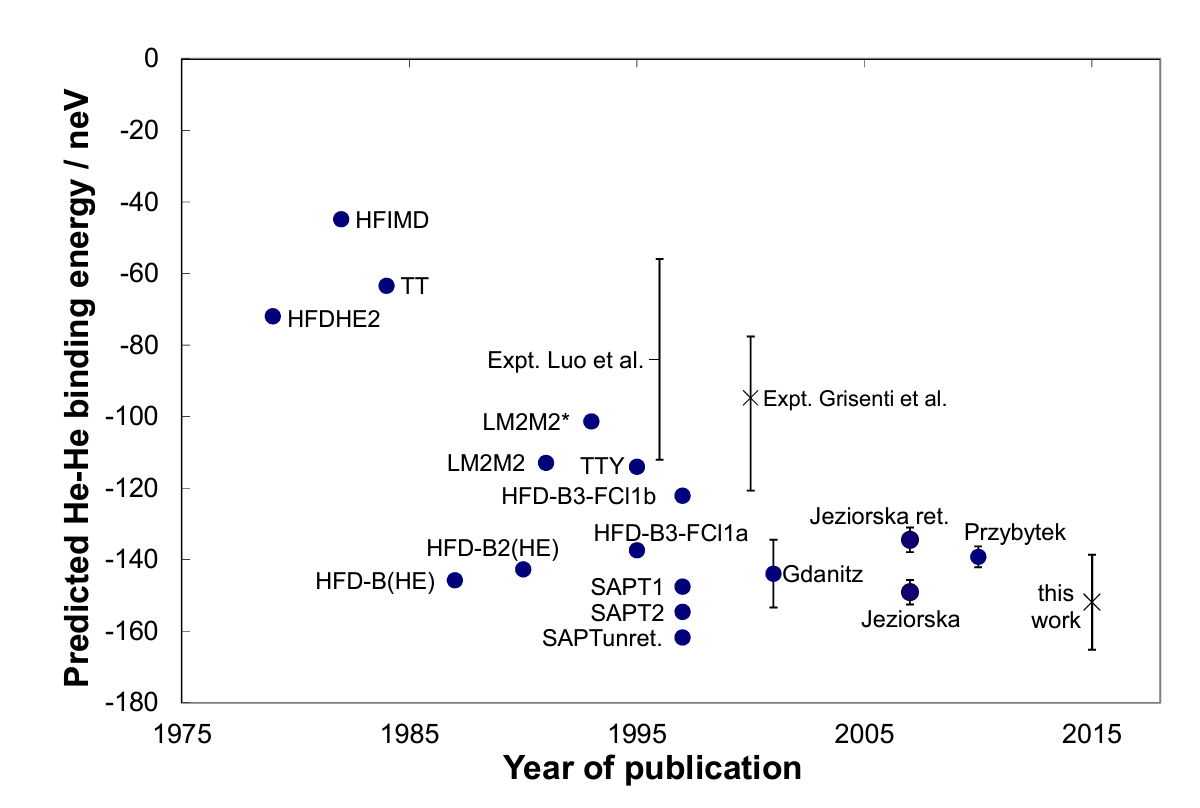 Predicted He-He binding energy / neV
0
-20
-40
-60
-80
-100
-120
-140
-160
-180
HFIMD
TT
HFDHE2
Expt. Luo et al.
Expt. Grisenti et al.
LM2M2*
LM2M2
TTY
HFD-B3-FCI1b
Jeziorska ret.
HFD-B3-FCI1a
Przybytek
HFD-B2(HE)
HFD-B(HE)
Gdanitz
SAPT1
this
work
SAPT2
Jeziorska
SAPTunret.
1975
1985
1995
2005
2015
Year of publication